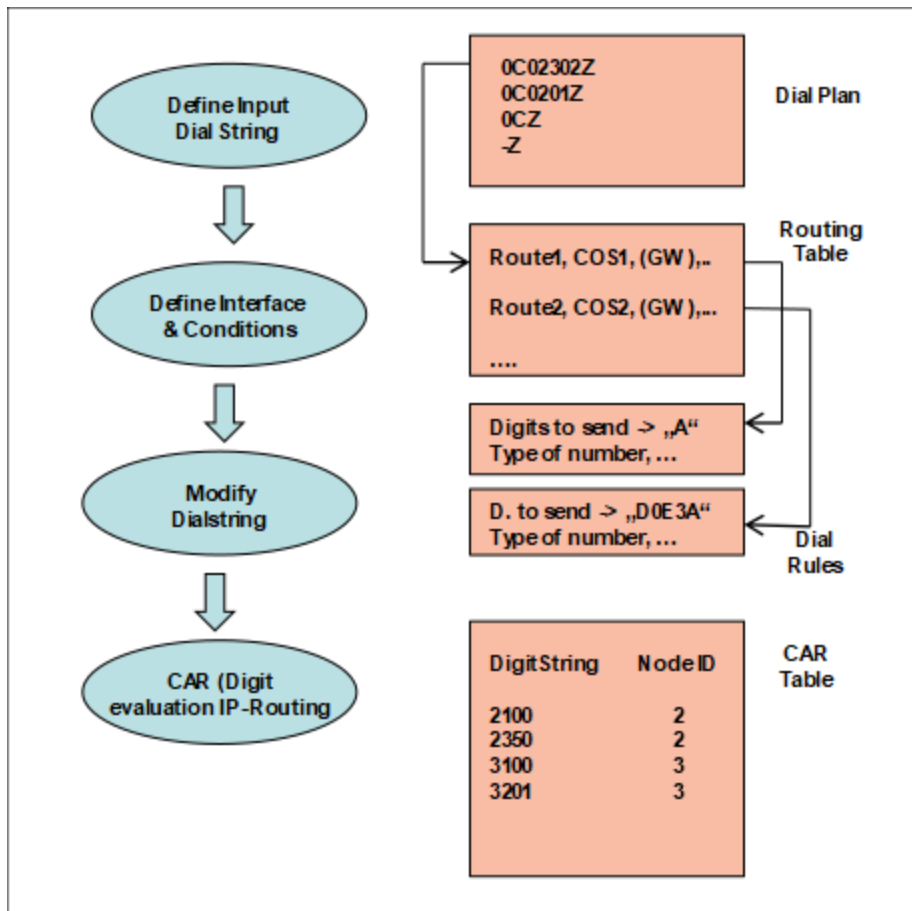 Define Input
Dial String
Define Interface
& Conditions
Modify
Dialstring
CAR (Digit
evaluation IP-Routing
0C02302Z
0C0201Z
0CZ
-Z
Dial Plan
Routing
Table
Route1, COS1, (GW ),..
Route2, COS2, (GW ),...
....
Digits to send -> „A“
Type of number, ...
D. to send -> „D0E3A“
Type of number, ...
Dial
Rules
Digit String Node ID
2100 2
2350 2
3100 3
3201 3
CAR
Table